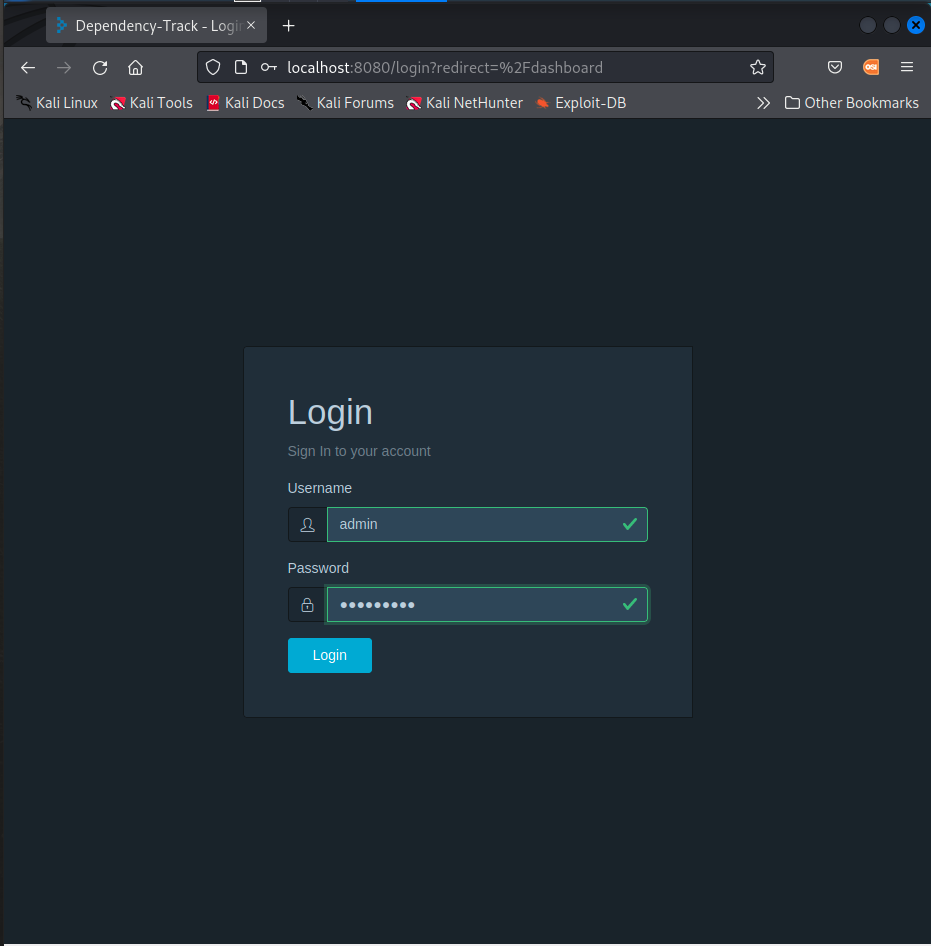 Dependency-Track - Login
localhost:8080/login?redirect=%2Fdashboard
Kali Linux Kali Tools Kali Docs Kali Forums Kali NetHunter Exploit-DB Other Bookmarks
Login
Sign In to your account
Username
admin
Password
Login